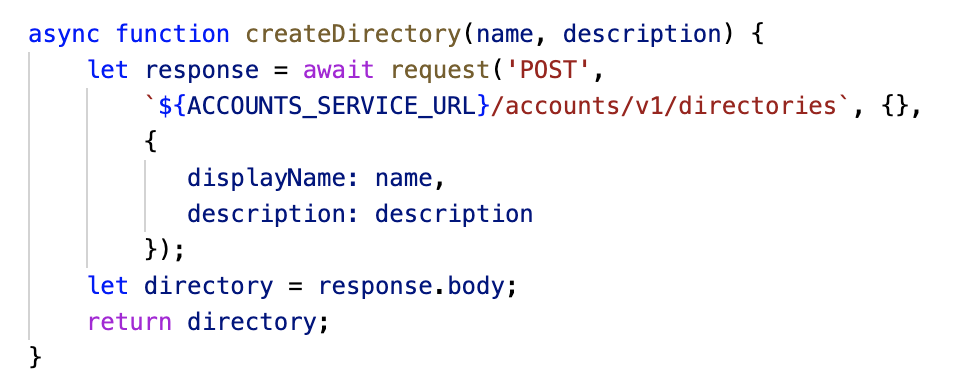 async function createDirectory(name, description) {
    let response = await request('POST',
        `${ACCOUNTS_SERVICE_URL}/accounts/v1/directories`, {},
        {
           displayName: name,
           description: description
        });
    let directory = response.body;
    return directory;
}